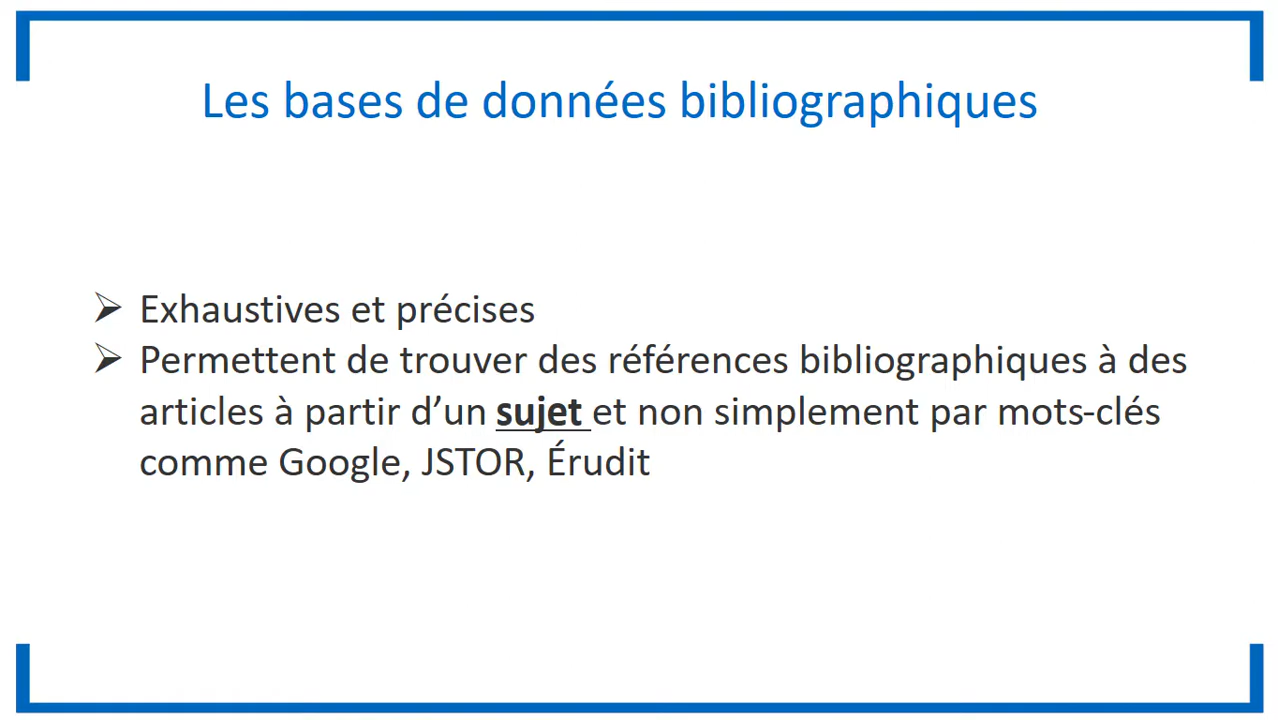 Les bases de données bibliographiques
➢ Exhaustives et précises
➢ Permettent de trouver des références bibliographiques à des
articles à partir d’un sujet et non simplement par mots-clés
comme Google, JSTOR, Érudit